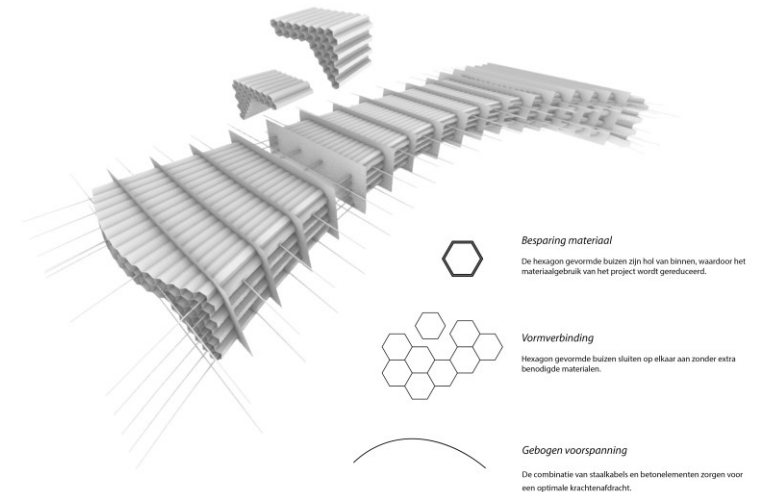 Besparing materiaal
De hexagon gevormde buizen zijn hol van binnen, waardoor het
materiaalgebruik van het project wordt gereduceerd.
Vormverbinding
Hexagon gevormde buizen sluiten op elkaar aan zonder extra
benodigde materialen.
Gebogen voorspanning
De combinatie van staalkabels en betonelementen zorgen voor
een optimale krachtenafdracht.